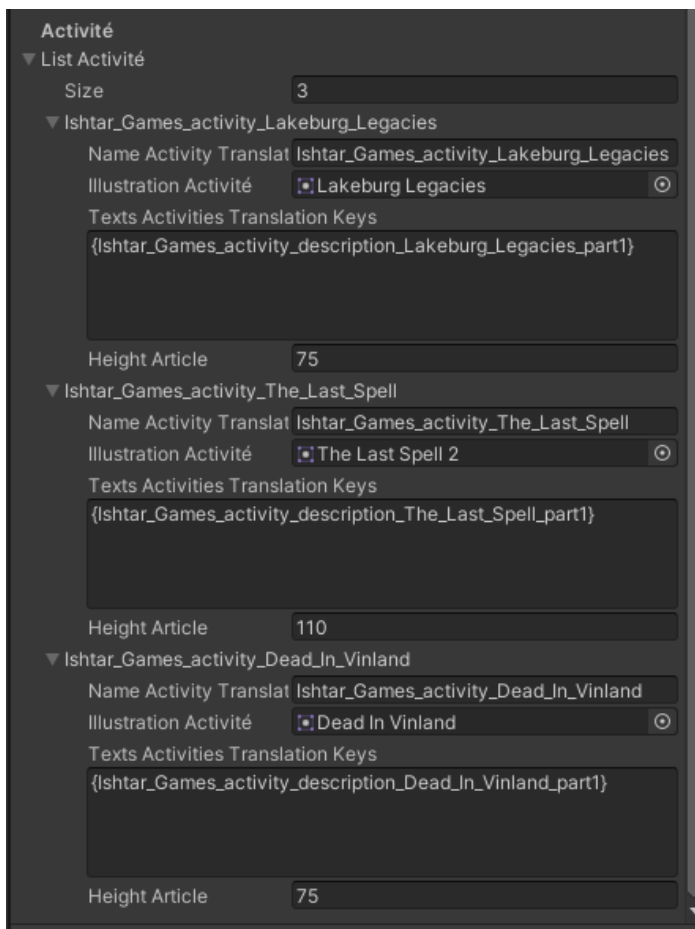 Activité
List Activité
Size 3
Ishtar_Games_activity_Lakeburg_Legacies
Name Activity Translat Ishtar_Games_activity_Lakeburg_Legacies
Illustration Activité Lakeburg Legacies
Texts Activities Translation Keys
{Ishtar_Games_activity_description_Lakeburg_Legacies_part1}
Height Article 75
Ishtar_Games_activity_The_Last_Spell
Name Activity Translat Ishtar_Games_activity_The_Last_Spell
Illustration Activité The Last Spell 2
Texts Activities Translation Keys
{Ishtar_Games_activity_description_The_Last_Spell_part1}
Height Article 110
Ishtar_Games_activity_Dead_In_Vinland
Name Activity Translat Ishtar_Games_activity_Dead_In_Vinland
Illustration Activité Dead In Vinland
Texts Activities Translation Keys
{Ishtar_Games_activity_description_Dead_In_Vinland_part1}
Height Article 75